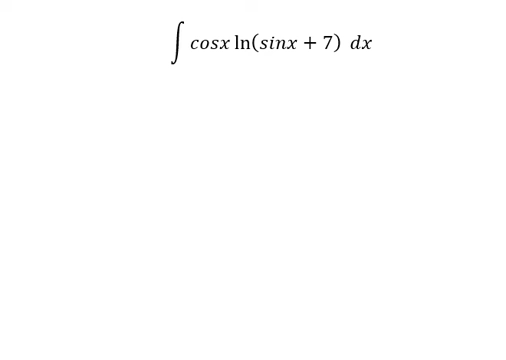 ∫ cosx ln(sinx + 7) dx